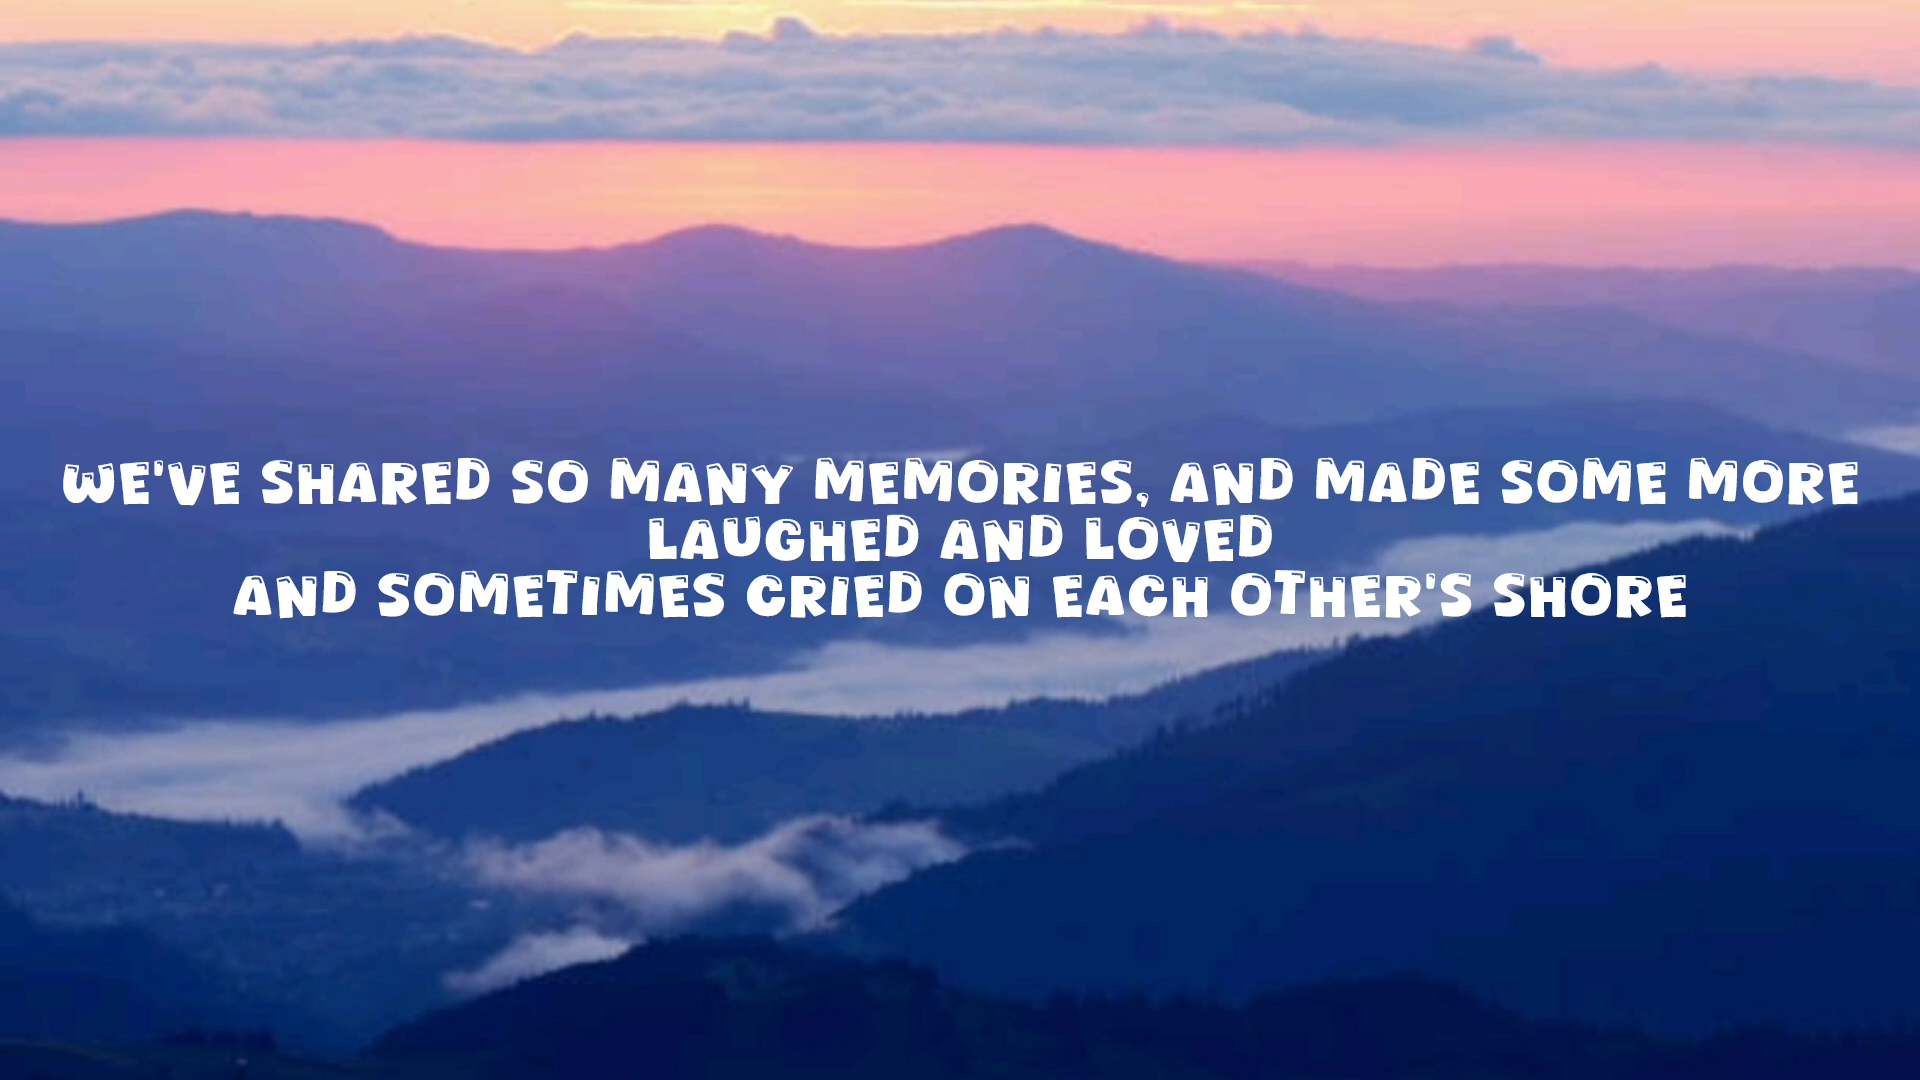 WE'VE SHARED SO MANY MEMORIES, AND MADE SOME MORE
LAUGHED AND LOVED
AND SOMETIMES CRIED ON EACH OTHER'S SHORE